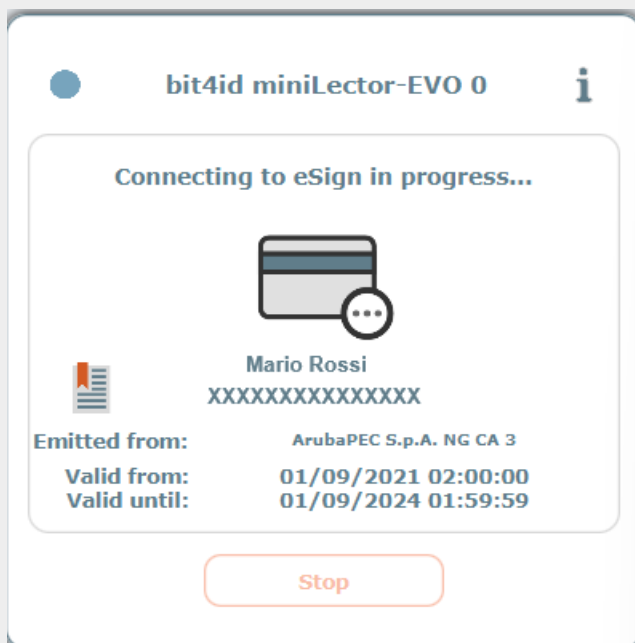 bit4id miniLector-EVO 0
Connecting to eSign in progress...
Mario Rossi
XXXXXXXXXXXXXXX
Emitted from: ArubaPEC S.p.A. NG CA 3
Valid from: 01/09/2021 02:00:00
Valid until: 01/09/2024 01:59:59
Stop